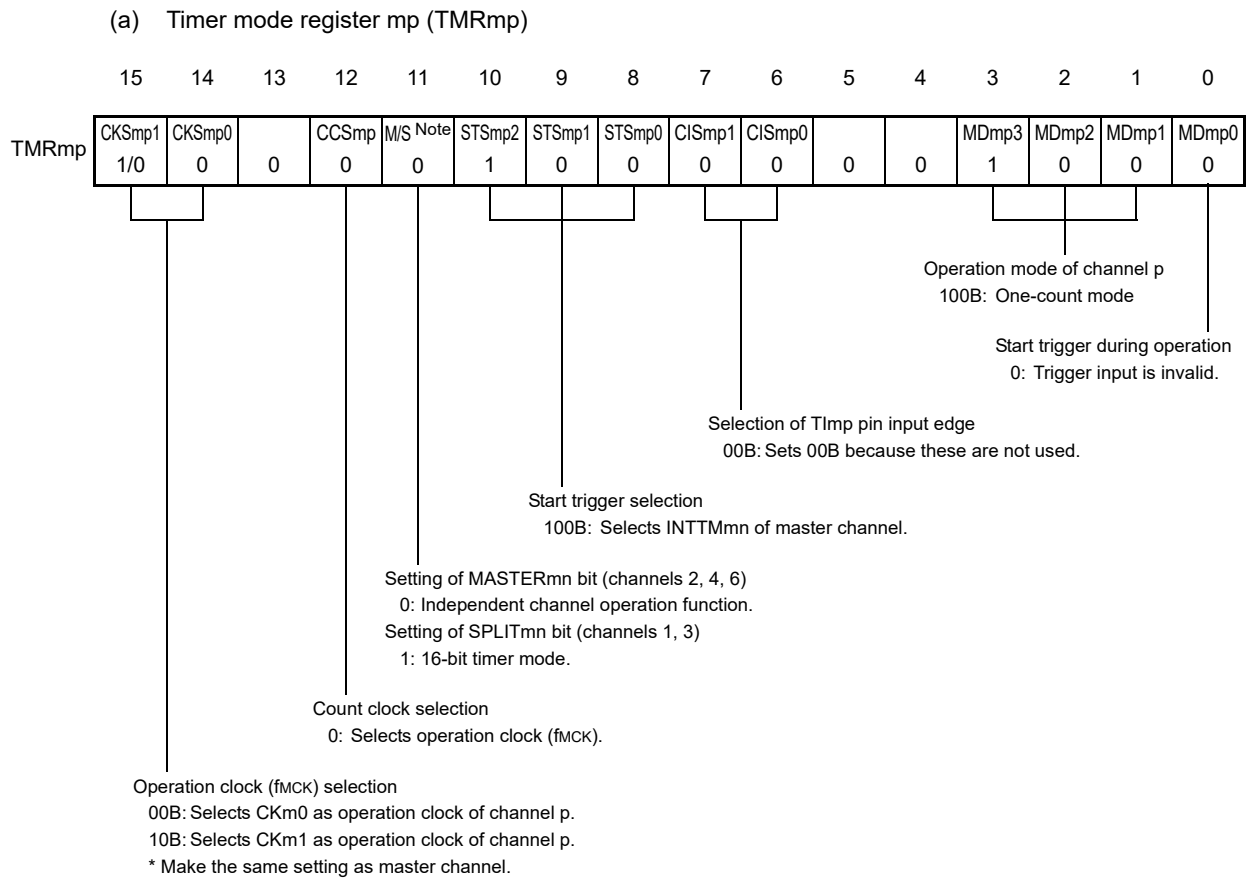 (a) Timer mode register mp (TMRmp)
15 14 13 12 11 10 9 8 7 6 5 4 3 2 1 0
TMRmp CKSmp1 CKSmp0 CCSmp M/S Note STSmp2 STSmp1 STSmp0 CISmp1 CISmp0 MDmp3 MDmp2 MDmp1 MDmp0
1/0 0 0 0 0 1 0 0 0 0 0 0 1 0 0 0
Operation mode of channel p
100B: One-count mode
Start trigger during operation
0: Trigger input is invalid.
Selection of TImp pin input edge
00B: Sets 00B because these are not used.
Start trigger selection
100B: Selects INTTMmn of master channel.
Setting of MASTERmn bit (channels 2, 4, 6)
0: Independent channel operation function.
Setting of SPLITmn bit (channels 1, 3)
1: 16-bit timer mode.
Count clock selection
0: Selects operation clock (fMCK).
Operation clock (fMCK) selection
00B: Selects CKm0 as operation clock of channel p.
10B: Selects CKm1 as operation clock of channel p.
* Make the same setting as master channel.